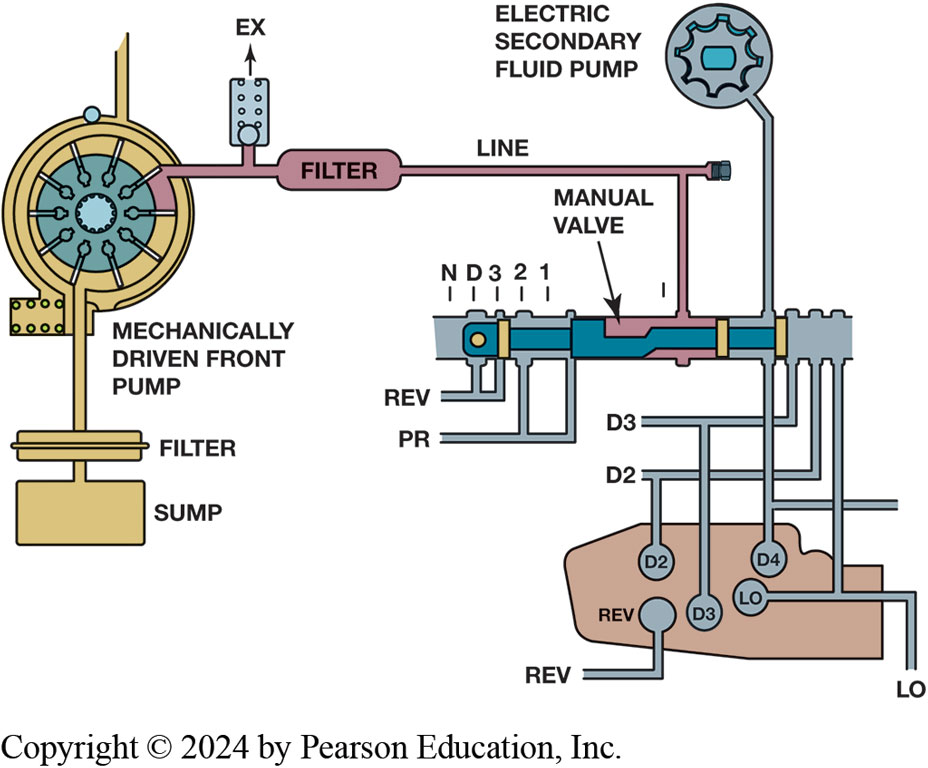 EX
ELECTRIC
SECONDARY
FLUID PUMP
LINE
FILTER
MANUAL
VALVE
N D 3 2 1
MECHANICALLY
DRIVEN FRONT
PUMP
REV
PR
D3
D2
FILTER
SUMP
D2
D4
LO
REV
D3
REV
LO
Copyright © 2024 by Pearson Education, Inc.